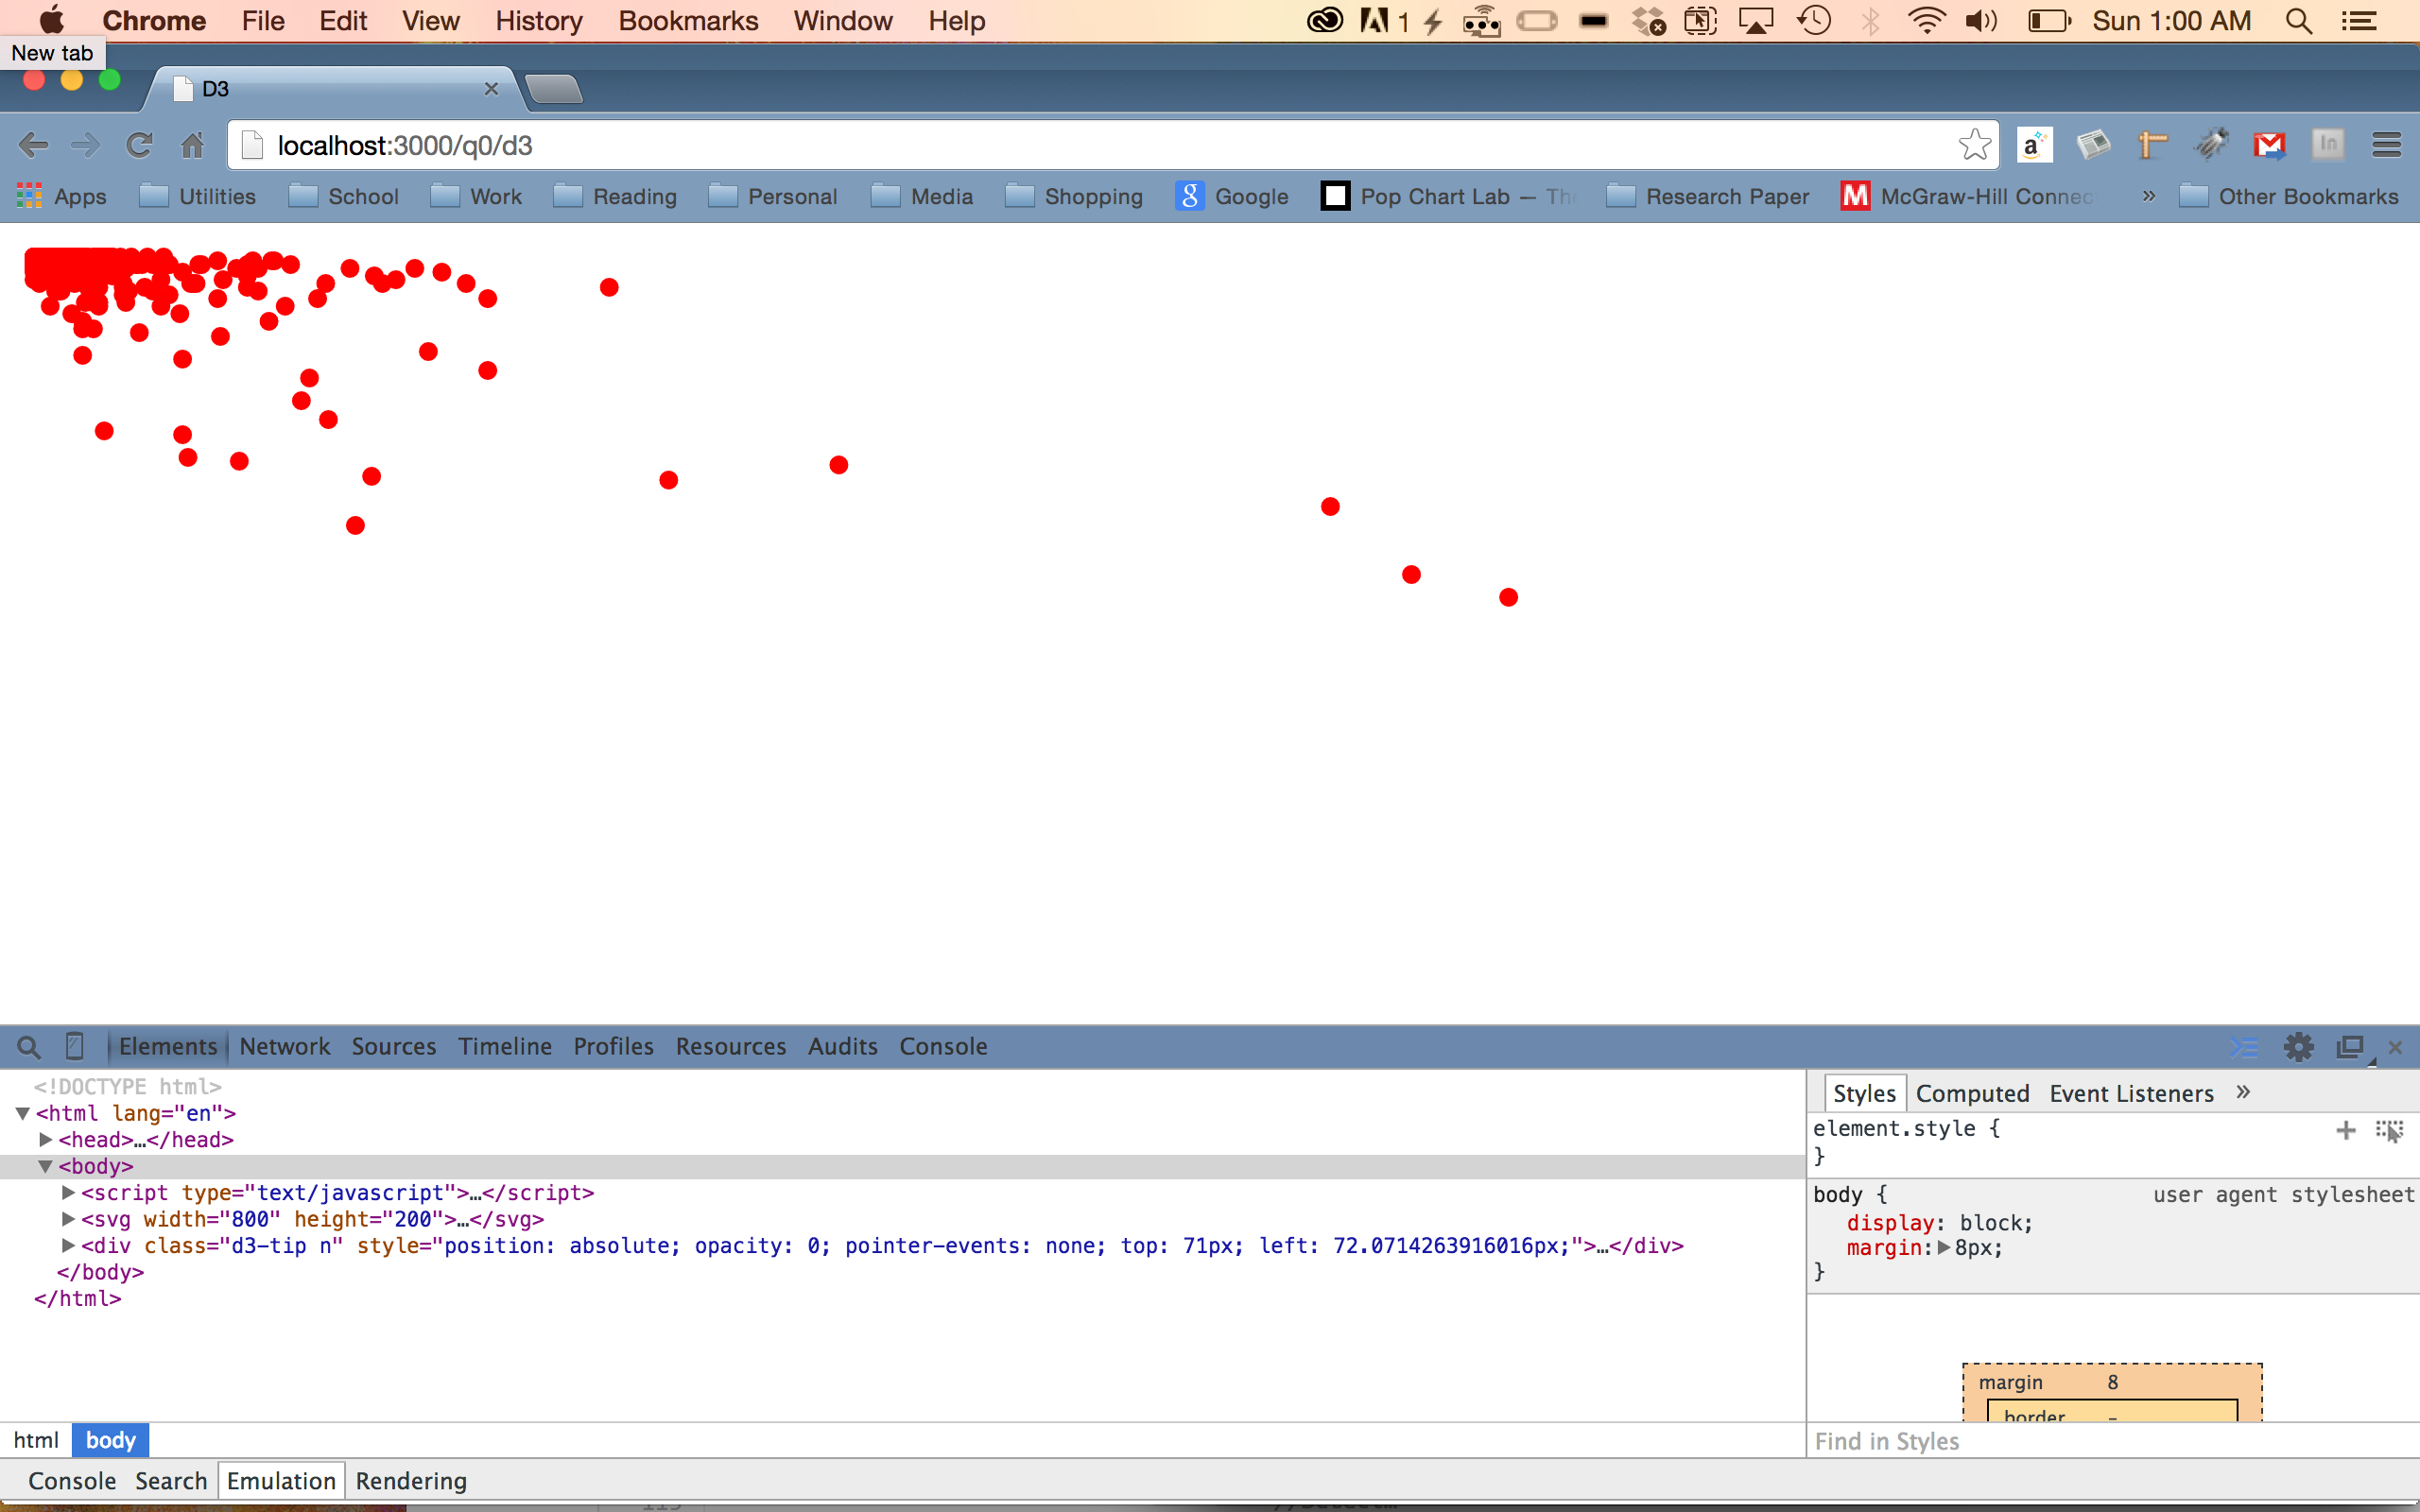 Chrome File Edit View History Bookmarks Window Help 1 Sun 1:00 AM
New tab
D3
localhost:3000/q0/d3
a In
Apps Utilities School Work Reading Personal Media Shopping g Google Pop Chart Lab — Th Research Paper M McGraw-Hill Connec » Other Bookmarks
Elements Network Sources Timeline Profiles Resources Audits Console
<!DOCTYPE html>
<html lang="en">
<head>…</head>
<body>
<script type="text/javascript">…</script>
<svg width="800" height="200">…</svg>
<div class="d3-tip n" style="position: absolute; opacity: 0; pointer-events: none; top: 71px; left: 72.0714263916016px;">…</div>
</body>
</html>
Styles Computed Event Listeners »
element.style {
}
body { user agent stylesheet
display: block;
margin: 8px;
}
margin 8
border -
Find in Styles
html body
Console Search Emulation Rendering